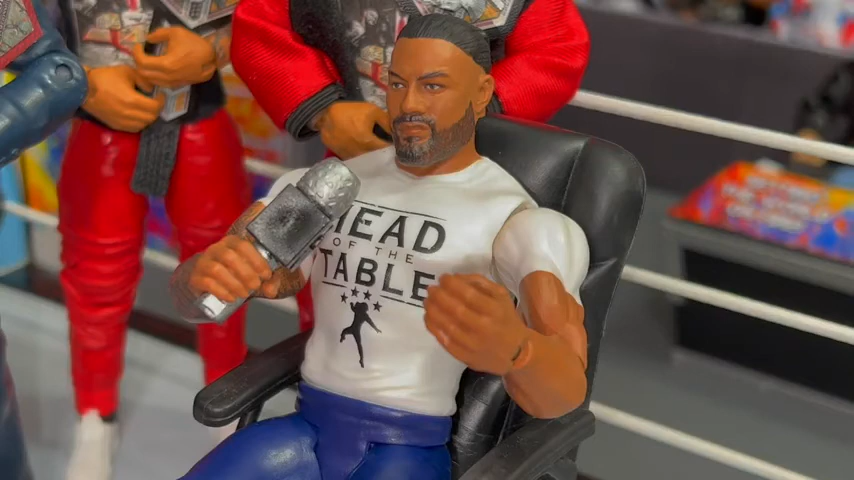 HEAD
OF THE
TABLE